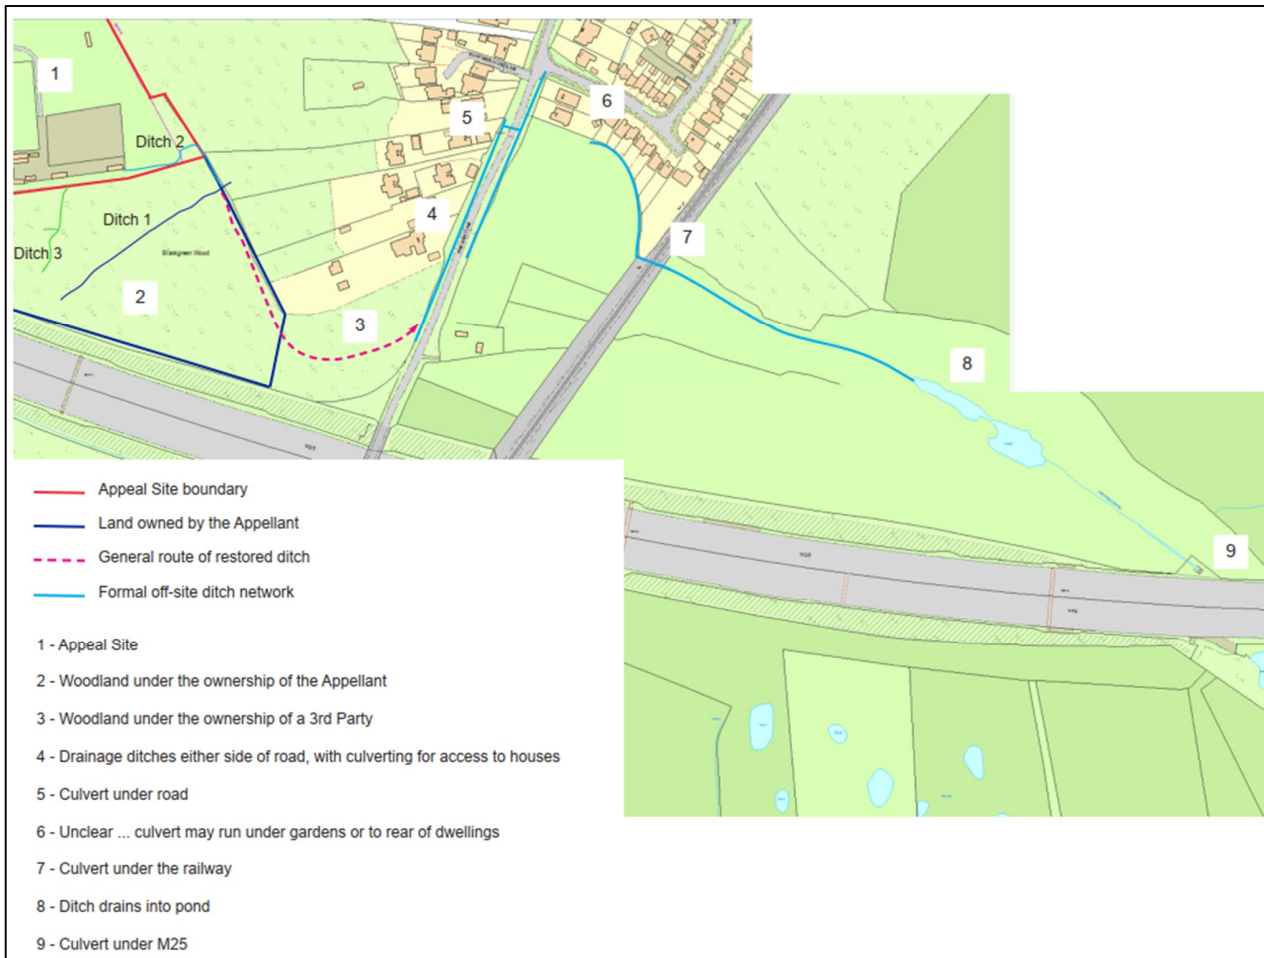 1
Ditch 2
5
6
Ditch 1
4
7
Ditch 3
2
3
8
9
Appeal Site boundary
Land owned by the Appellant
General route of restored ditch
Formal off-site ditch network
1 - Appeal Site
2 - Woodland under the ownership of the Appellant
3 - Woodland under the ownership of a 3rd Party
4 - Drainage ditches either side of road, with culverting for access to houses
5 - Culvert under road
6 - Unclear ... culvert may run under gardens or to rear of dwellings
7 - Culvert under the railway
8 - Ditch drains into pond
9 - Culvert under M25